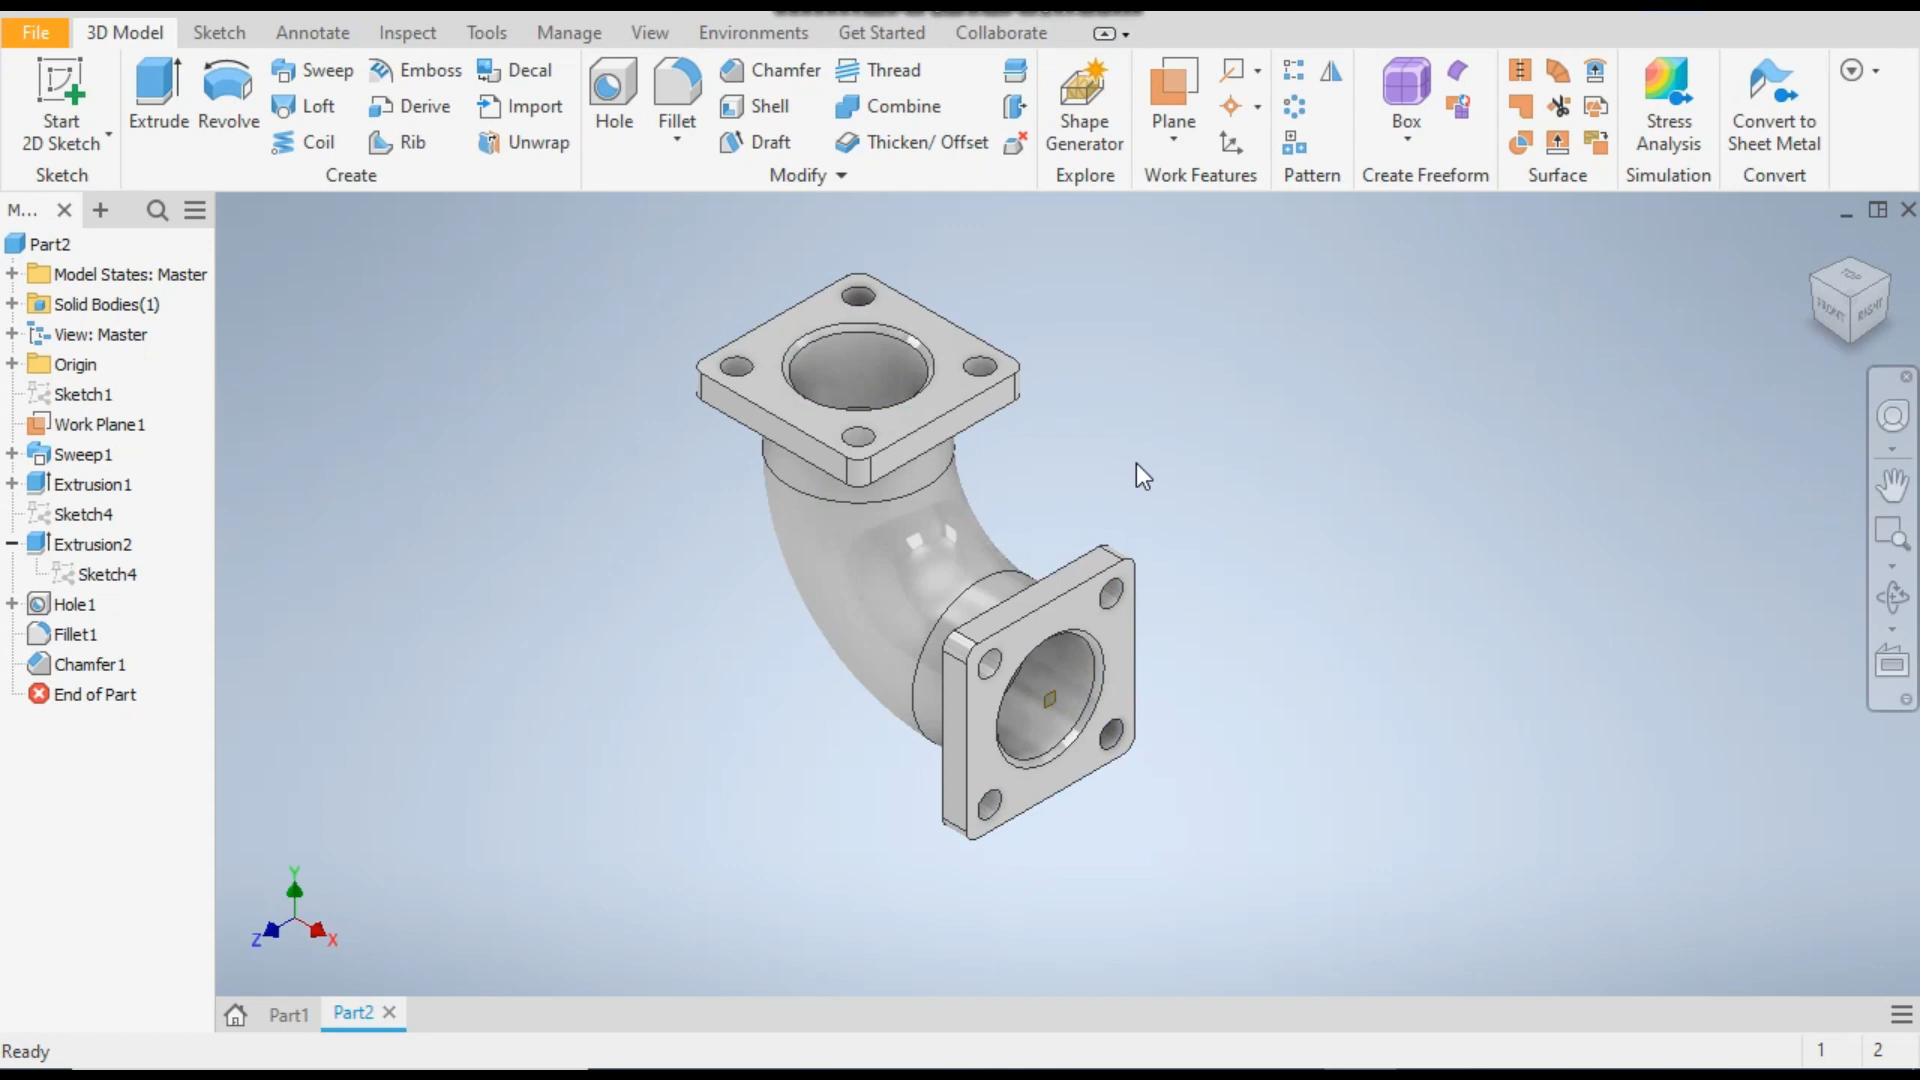 File 3D Model Sketch Annotate Inspect Tools Manage View Environments Get Started Collaborate
Start
2D Sketch
Extrude
Revolve
Sweep
Loft
Coil
Emboss
Derive
Rib
Decal
Import
Unwrap
Hole
Fillet
Chamfer
Shell
Draft
Thread
Combine
Thicken/ Offset
Shape
Generator
Plane
Box
Stress
Analysis
Convert to
Sheet Metal
Sketch Create Modify Explore Work Features Pattern Create Freeform Surface Simulation Convert
M...
Part2
Model States: Master
Solid Bodies(1)
View: Master
Origin
Sketch1
Work Plane1
Sweep1
Extrusion1
Sketch4
Extrusion2
Sketch4
Hole1
Fillet1
Chamfer1
End of Part
TOP
FRONT
RIGHT
Y
Z
X
Part1 Part2
Ready
1 2